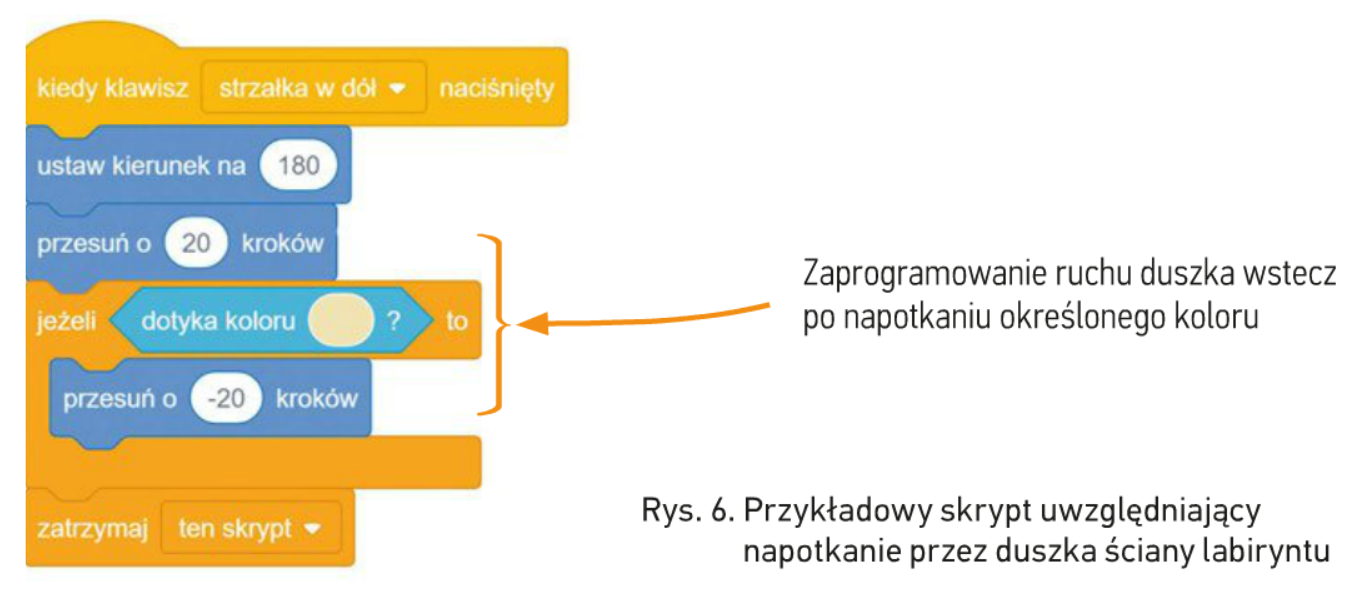 kiedy klawisz strzałka w dół naciśnięty
ustaw kierunek na 180
przesuń o 20 kroków
jeżeli dotyka koloru ? to
przesuń o -20 kroków
zatrzymaj ten skrypt
Zaprogramowanie ruchu duszka wstecz
po napotkaniu określonego koloru
Rys. 6. Przykładowy skrypt uwzględniający
napotkanie przez duszka ściany labiryntu